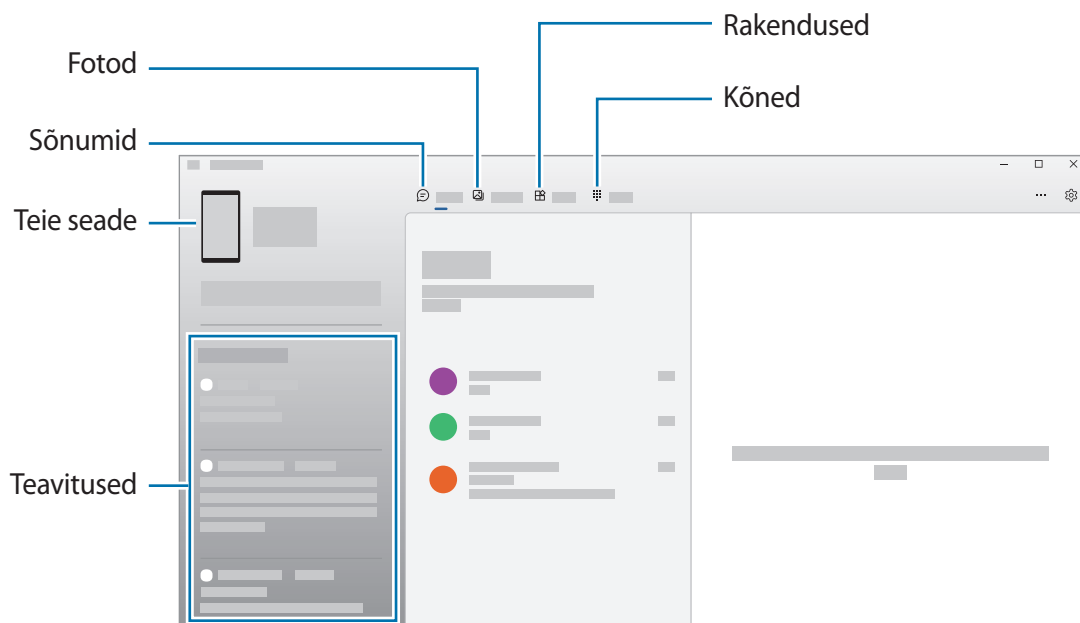 Rakendused
Fotod
Kõned
Sõnumid
Teie seade
Teavitused